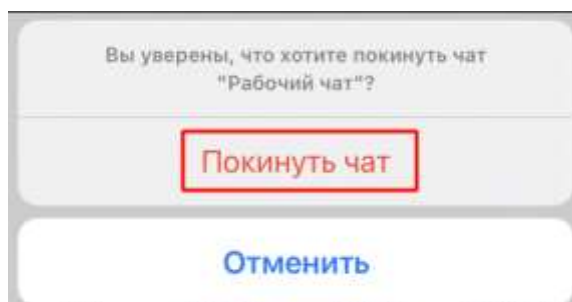 Вы уверены, что хотите покинуть чат
"Рабочий чат"?
Покинуть чат
Отменить